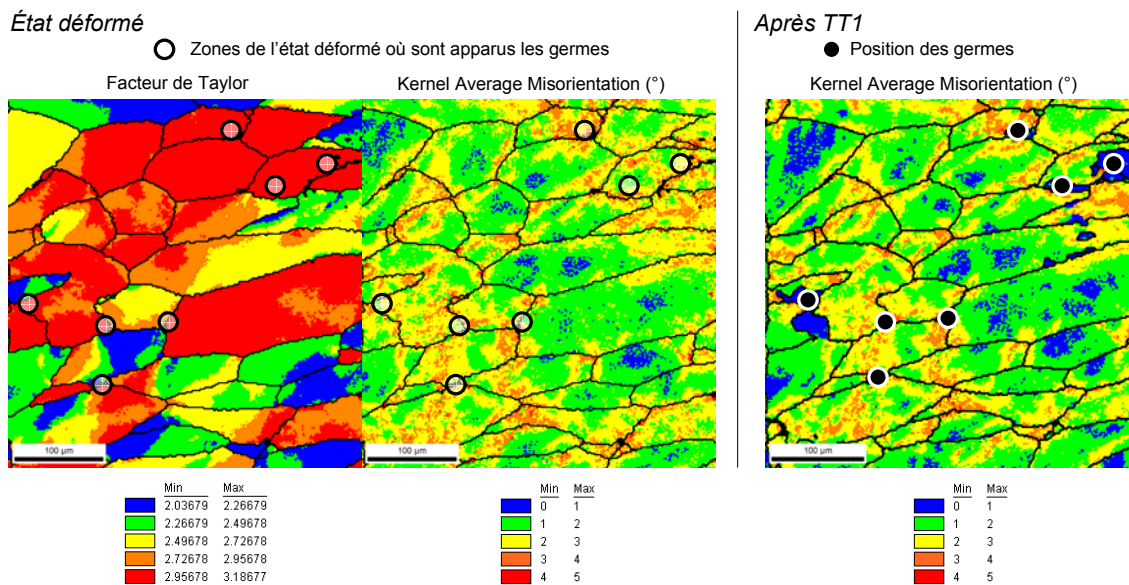 État déformé
Après TT1
Zones de l'état déformé où sont apparus les germes
Position des germes
Facteur de Taylor
Kernel Average Misorientation (°)
Kernel Average Misorientation (°)
100 µm
100 µm
100 µm
Min Max
2.03679 2.26679
2.26679 2.49678
2.49678 2.72678
2.72678 2.95678
2.95678 3.18677
Min Max
0 1
1 2
2 3
3 4
4 5
Min Max
0 1
1 2
2 3
3 4
4 5